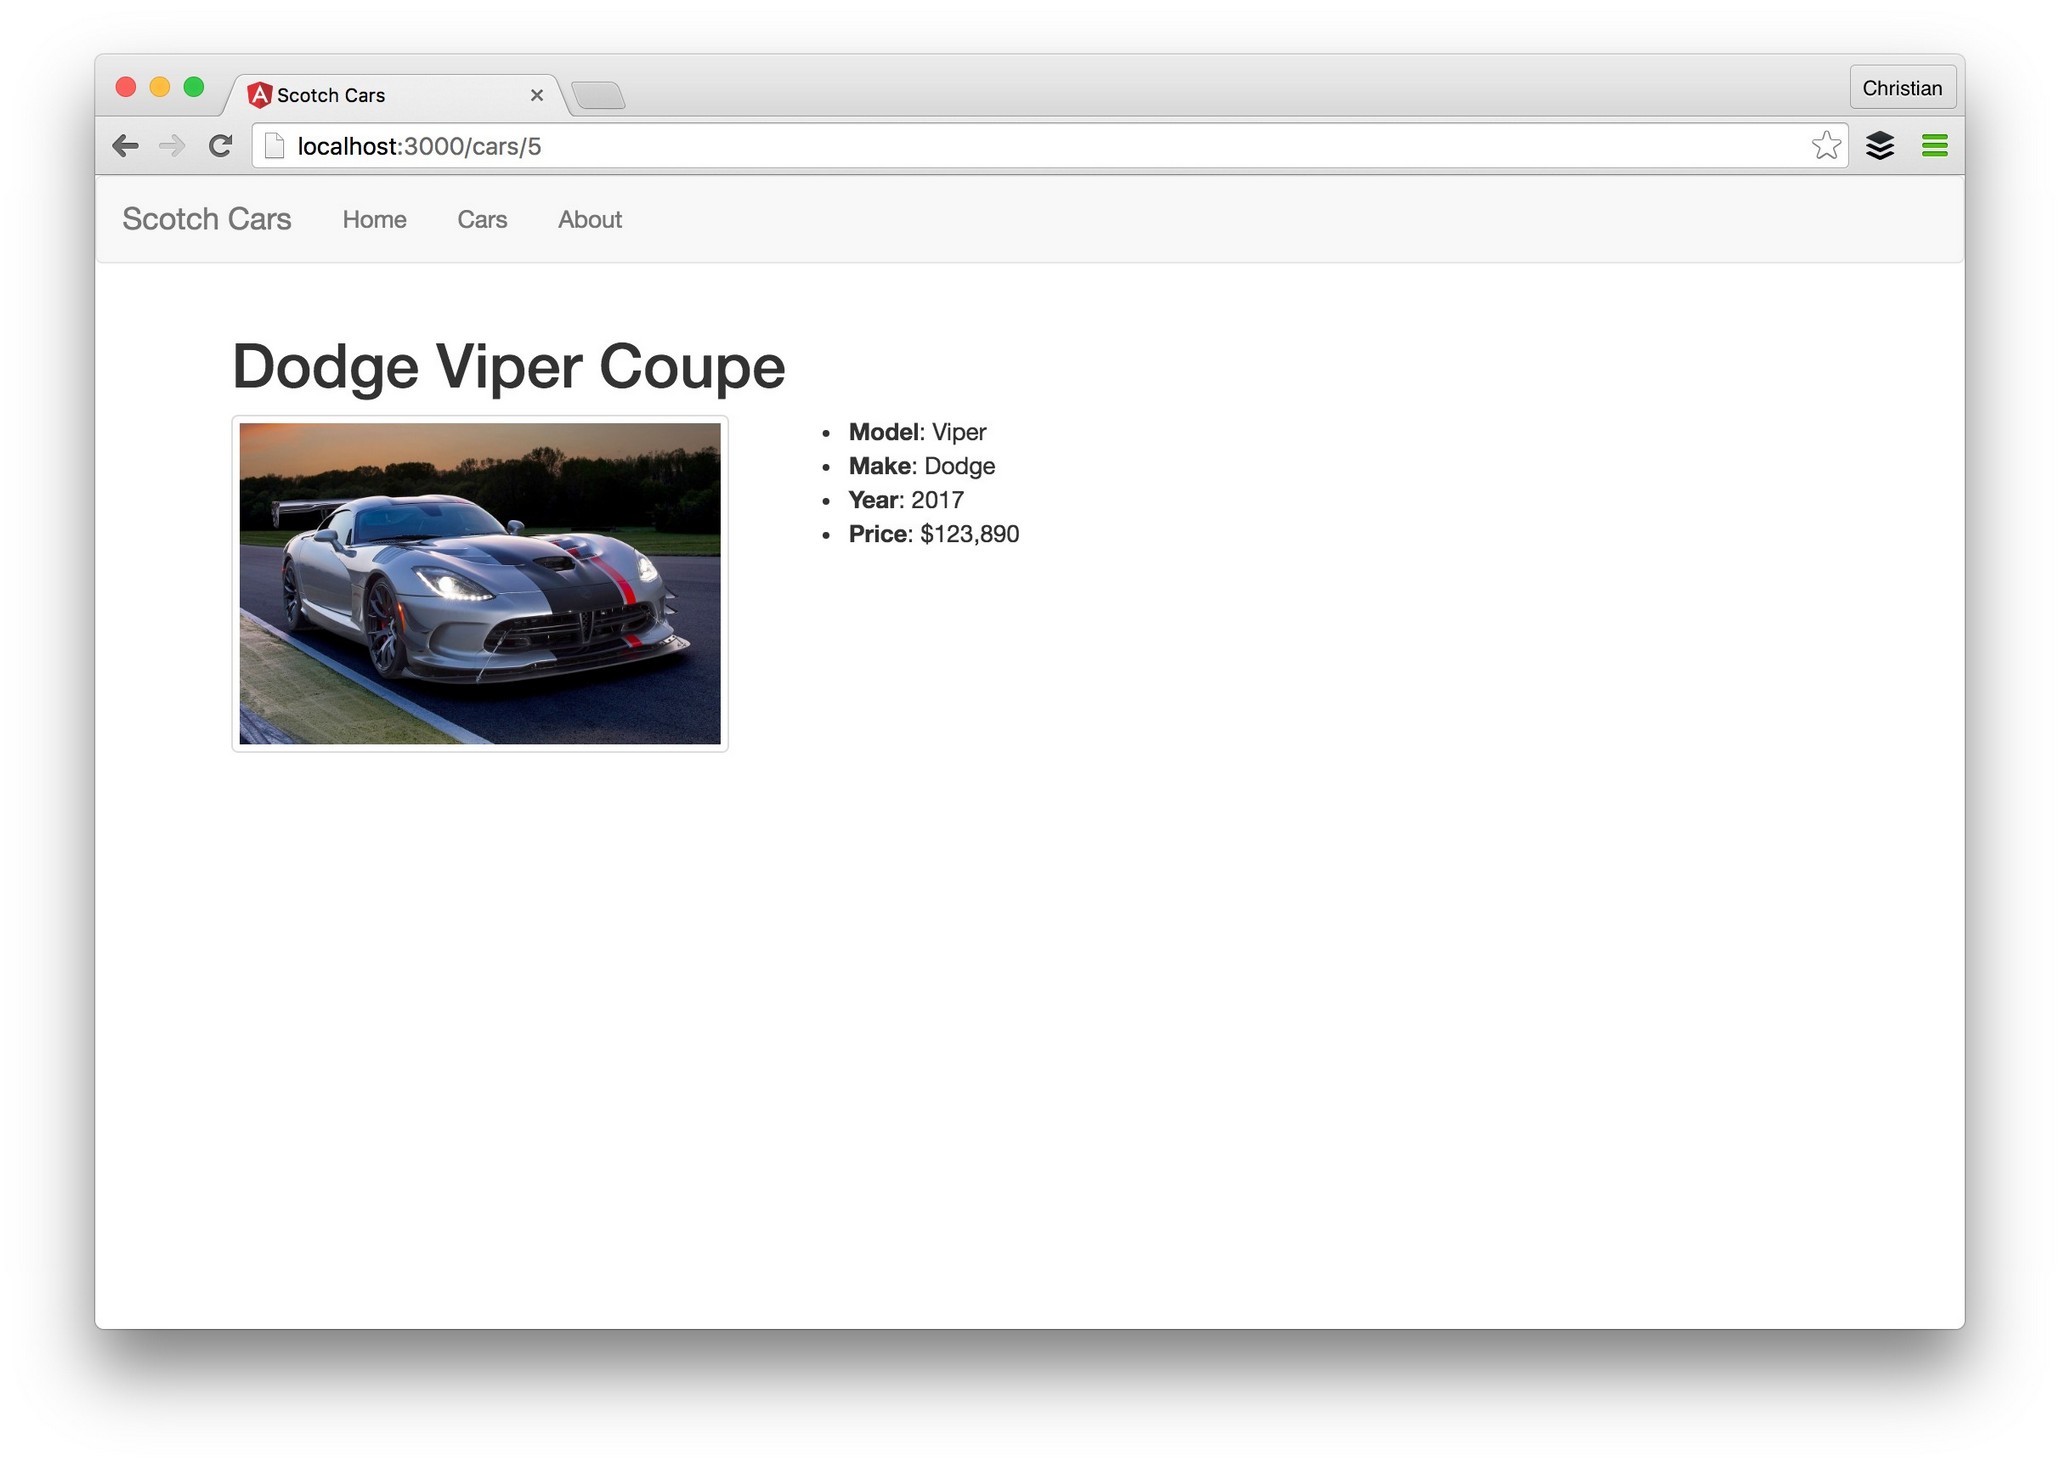 Scotch Cars
Christian
localhost:3000/cars/5
Scotch Cars Home Cars About
Dodge Viper Coupe
• Model: Viper
• Make: Dodge
• Year: 2017
• Price: $123,890